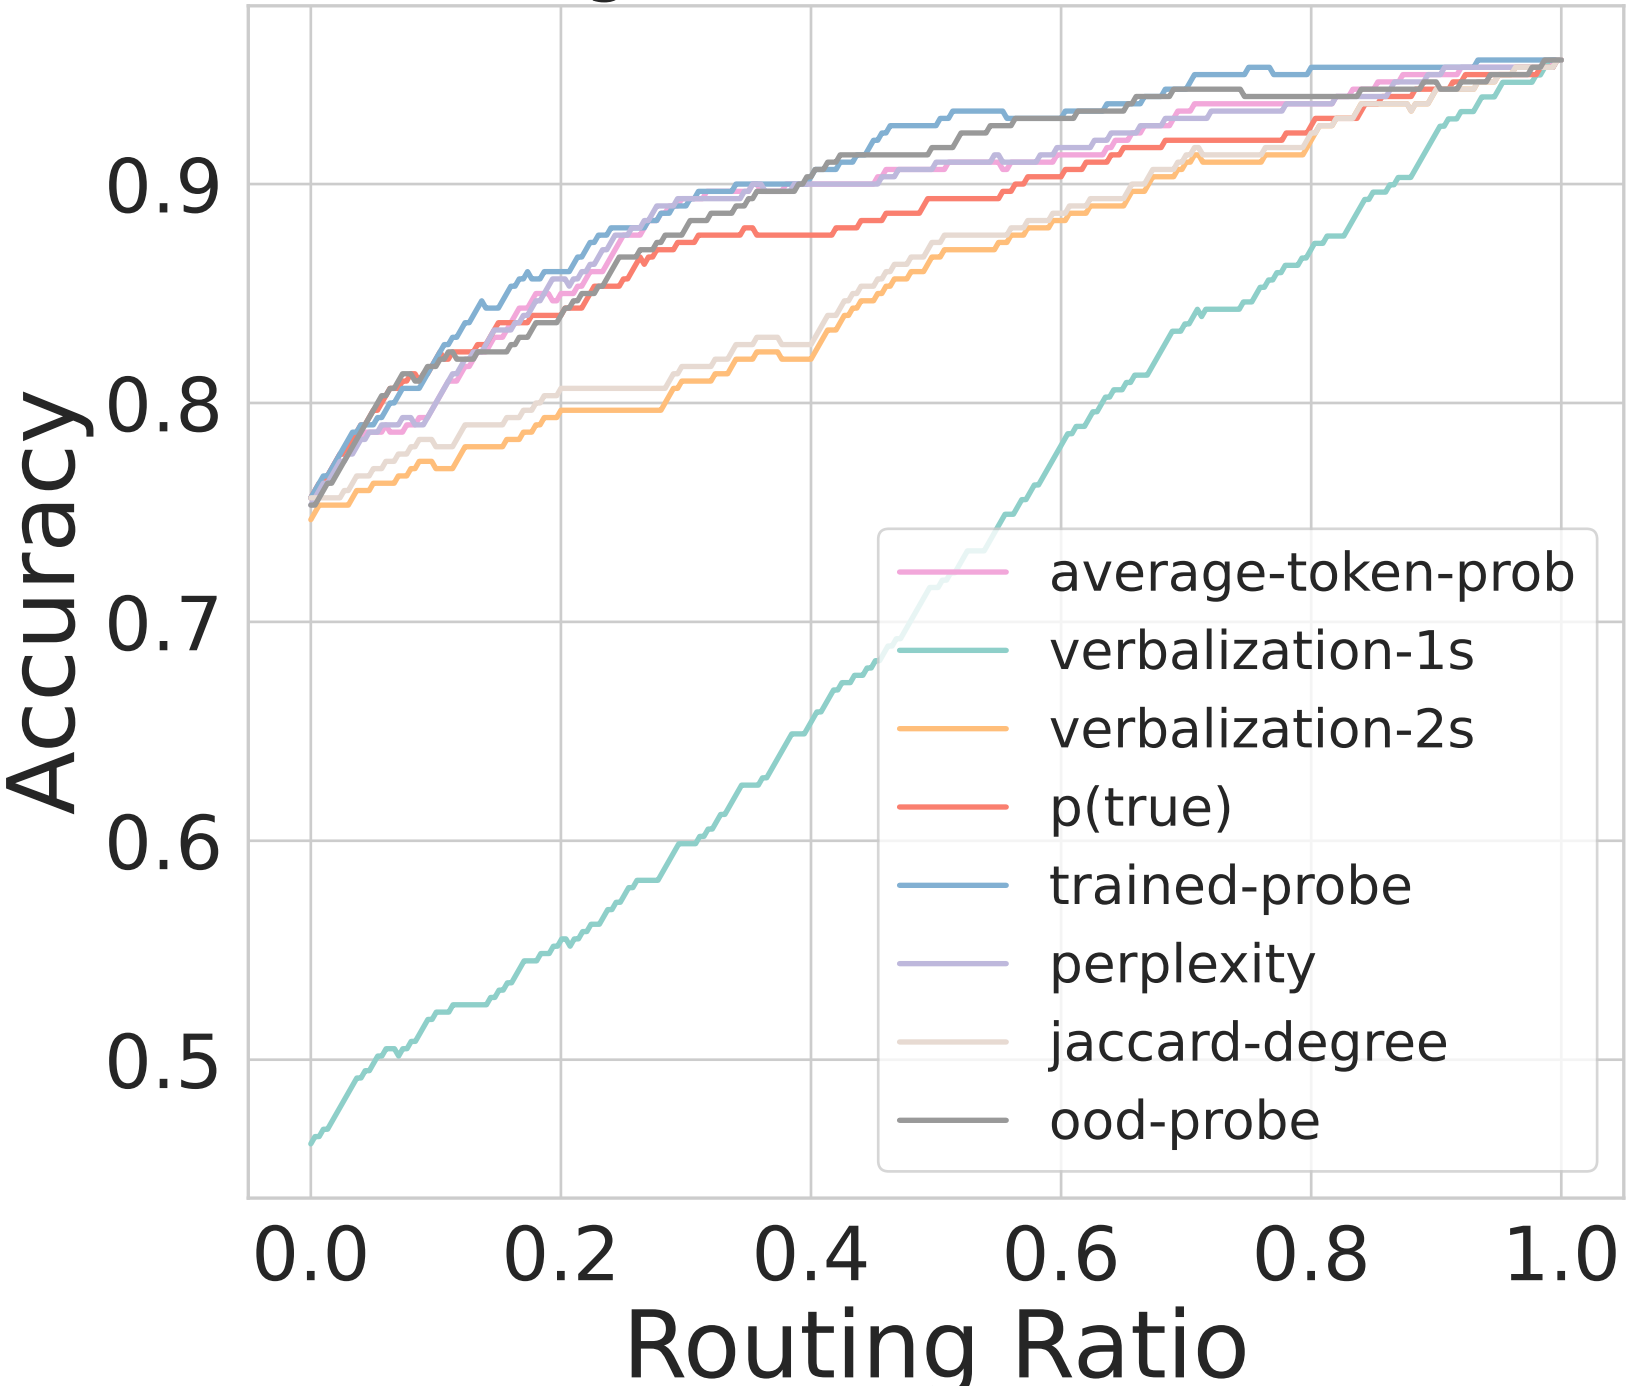 Accuracy
0.9
0.8
0.7
0.6
0.5
average-token-prob
verbalization-1s
verbalization-2s
p(true)
trained-probe
perplexity
jaccard-degree
ood-probe
0.0 0.2 0.4 0.6 0.8 1.0
Routing Ratio